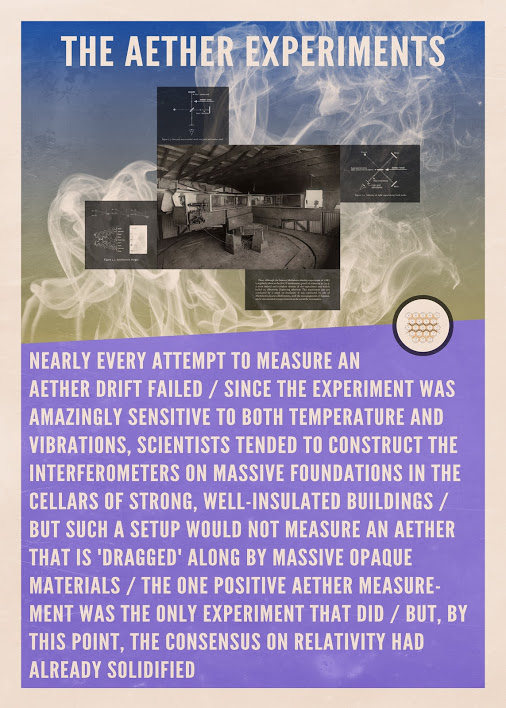 THE AETHER EXPERIMENTS
NEARLY EVERY ATTEMPT TO MEASURE AN
AETHER DRIFT FAILED / SINCE THE EXPERIMENT WAS
AMAZINGLY SENSITIVE TO BOTH TEMPERATURE AND
VIBRATIONS, SCIENTISTS TENDED TO CONSTRUCT THE
INTERFEROMETERS ON MASSIVE FOUNDATIONS IN THE
CELLARS OF STRONG, WELL-INSULATED BUILDINGS /
BUT SUCH A SETUP WOULD NOT MEASURE AN AETHER
THAT IS 'DRAGGED' ALONG BY MASSIVE OPAQUE
MATERIALS / THE ONE POSITIVE AETHER MEASURE-
MENT WAS THE ONLY EXPERIMENT THAT DID / BUT, BY
THIS POINT, THE CONSENSUS ON RELATIVITY HAD
ALREADY SOLIDIFIED